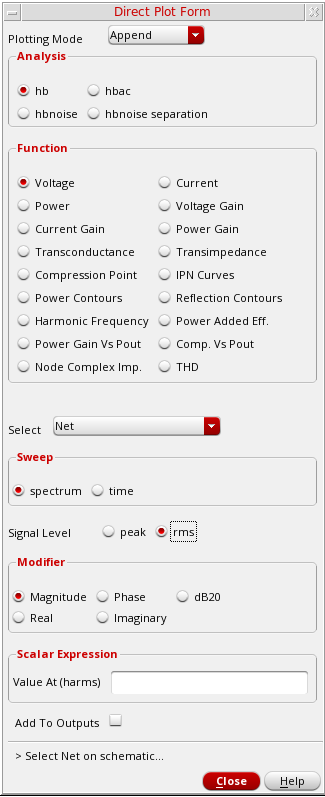 Direct Plot Form
Plotting Mode Append
Analysis
hb hbac
hbnoise hbnoise separation
Function
Voltage Current
Power Voltage Gain
Current Gain Power Gain
Transconductance Transimpedance
Compression Point IPN Curves
Power Contours Reflection Contours
Harmonic Frequency Power Added Eff.
Power Gain Vs Pout Comp. Vs Pout
Node Complex Imp. THD
Select Net
Sweep
spectrum time
Signal Level peak rms
Modifier
Magnitude Phase dB20
Real Imaginary
Scalar Expression
Value At (harms)
Add To Outputs
> Select Net on schematic...
Close Help